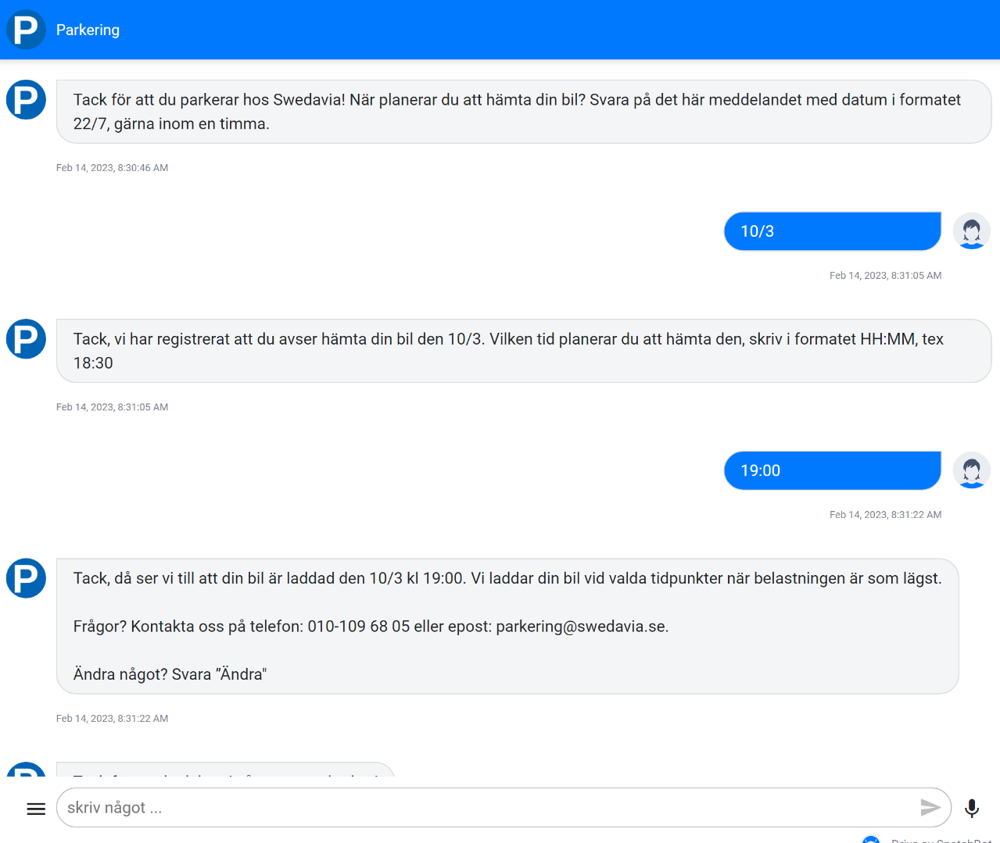 P Parkering
P
Tack för att du parkerar hos Swedavia! När planerar du att hämta din bil? Svara på det här meddelandet med datum i formatet
22/7, gärna inom en timma.
Feb 14, 2023, 8:30:46 AM
10/3
Feb 14, 2023, 8:31:05 AM
P
Tack, vi har registrerat att du avser hämta din bil den 10/3. Vilken tid planerar du att hämta den, skriv i formatet HH:MM, tex
18:30
Feb 14, 2023, 8:31:05 AM
19:00
Feb 14, 2023, 8:31:22 AM
P
Tack, då ser vi till att din bil är laddad den 10/3 kl 19:00. Vi laddar din bil vid valda tidpunkter när belastningen är som lägst.
Frågor? Kontakta oss på telefon: 010-109 68 05 eller epost: parkering@swedavia.se.
Ändra något? Svara ”Ändra"
Feb 14, 2023, 8:31:22 AM
P
skriv något ...